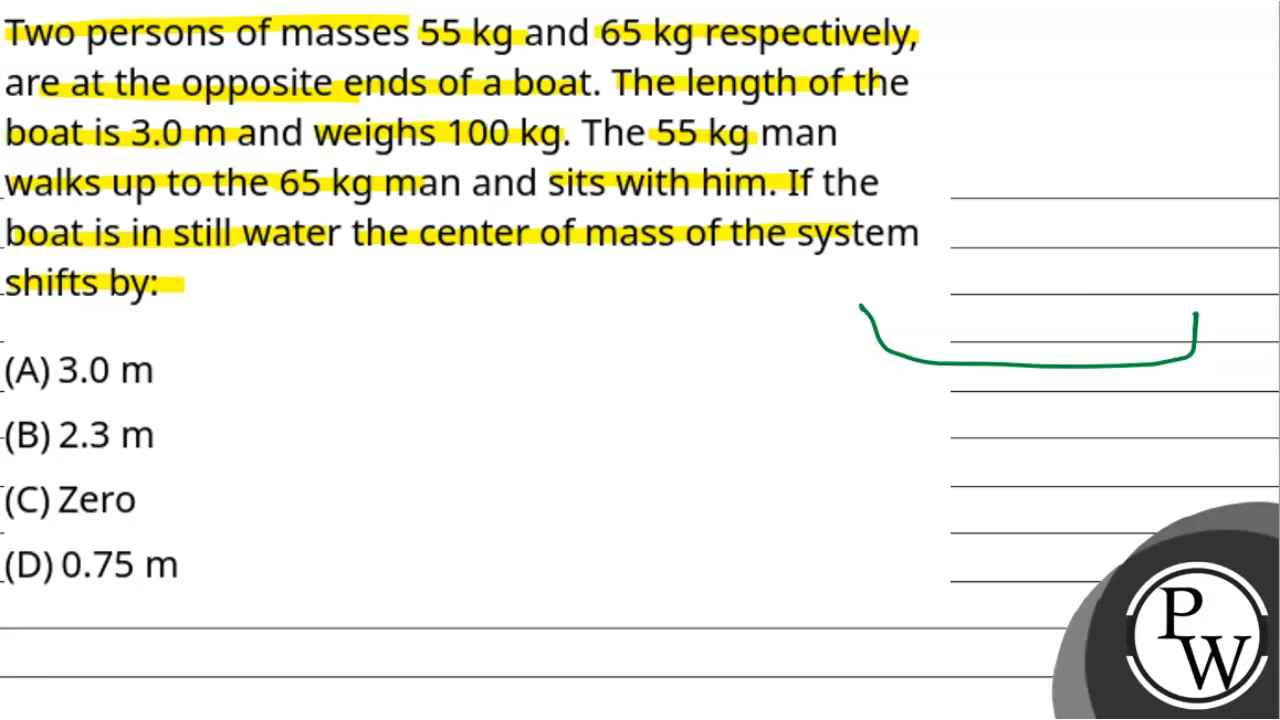 Two persons of masses 55 kg and 65 kg respectively,
are at the opposite ends of a boat. The length of the
boat is 3.0 m and weighs 100 kg. The 55 kg man
walks up to the 65 kg man and sits with him. If the
boat is in still water the center of mass of the system
shifts by:
(A) 3.0 m
(B) 2.3 m
(C) Zero
(D) 0.75 m
P
W